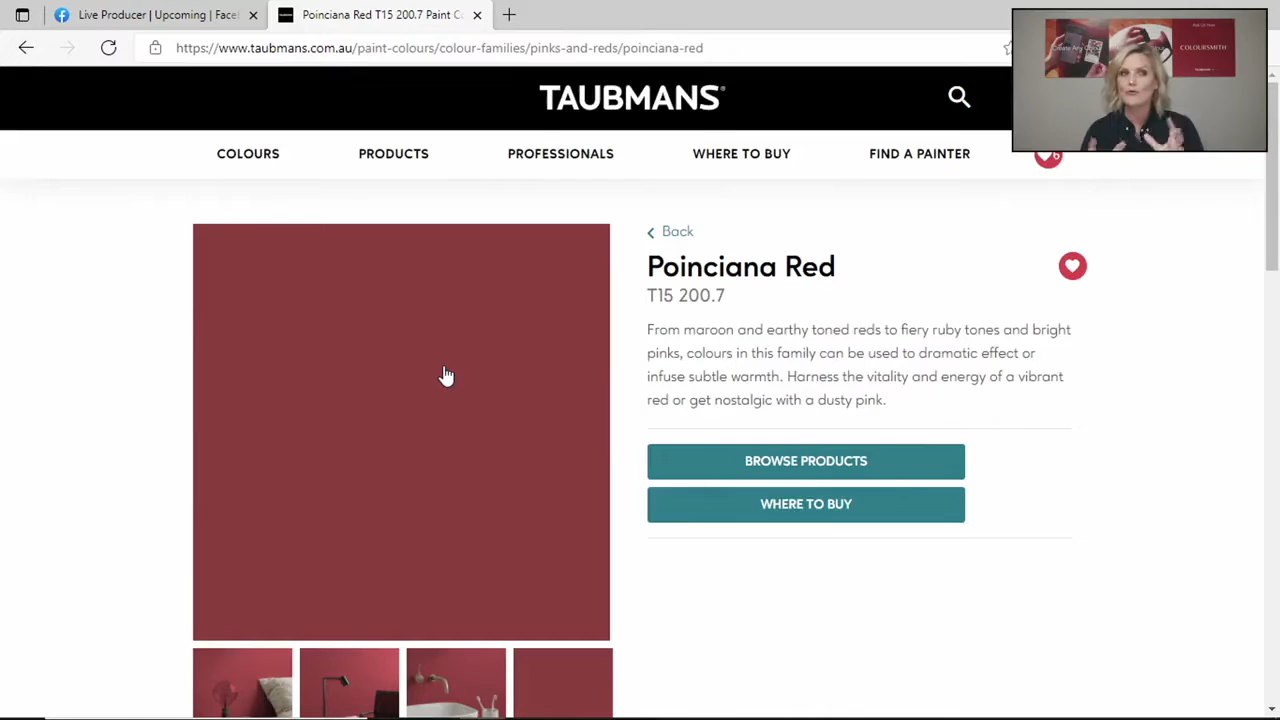 Live Producer | Upcoming | Face
Poinciana Red T15 200.7 Paint Co
https://www.taubmans.com.au/paint-colours/colour-families/pinks-and-reds/poinciana-red
TAUBMANS
COLOURS
PRODUCTS
PROFESSIONALS
WHERE TO BUY
FIND A PAINTER
6
COLOURSMITH
Back
Poinciana Red
T15 200.7
From maroon and earthy toned reds to fiery ruby tones and bright
pinks, colours in this family can be used to dramatic effect or
infuse subtle warmth. Harness the vitality and energy of a vibrant
red or get nostalgic with a dusty pink.
BROWSE PRODUCTS
WHERE TO BUY